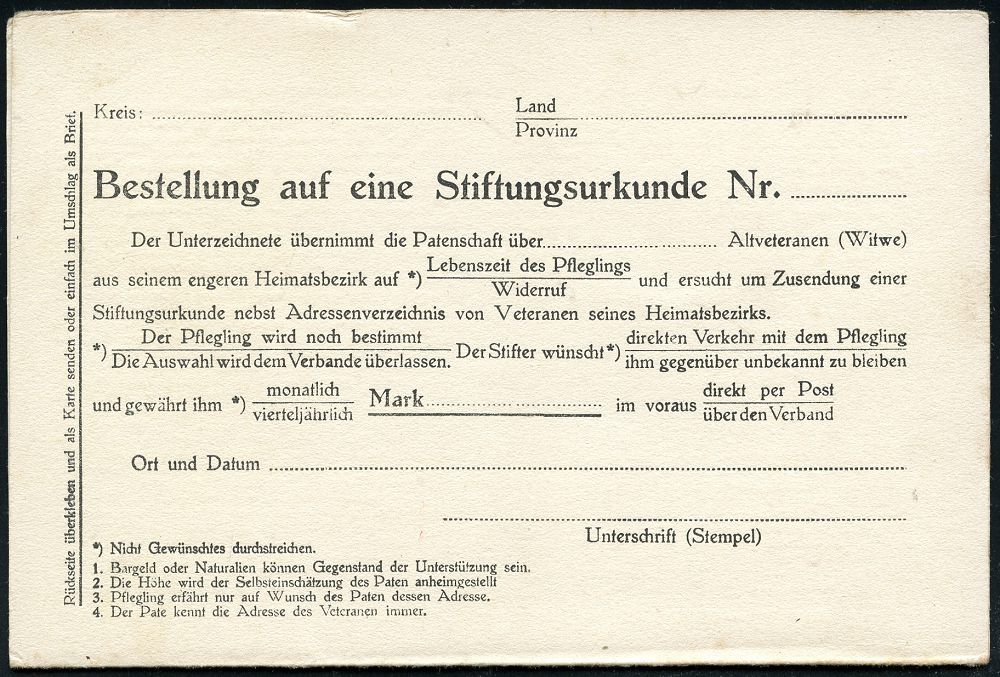 Kreis: ........ Land
Provinz
Bestellung auf eine Stiftungsurkunde Nr. ........
Der Unterzeichnete übernimmt die Patenschaft über........ Altveteranen (Witwe)
aus seinem engeren Heimatsbezirk auf *) Lebenszeit des Pfleglings
Widerruf
und ersucht um Zusendung einer
Stiftungsurkunde nebst Adressenverzeichnis von Veteranen seines Heimatsbezirks.
*) Der Pflegling wird noch bestimmt
Die Auswahl wird dem Verbande überlassen.
Der Stifter wünscht *) direkten Verkehr mit dem Pflegling
ihm gegenüber unbekannt zu bleiben
und gewährt ihm *) monatlich
vierteljährlich
Mark........ im voraus direkt per Post
über den Verband
Ort und Datum ........
Unterschrift (Stempel)
*) Nicht Gewünschtes durchstreichen.
1. Bargeld oder Naturalien können Gegenstand der Unterstützung sein.
2. Die Höhe wird der Selbsteinschätzung des Paten anheimgestellt
3. Pflegling erfährt nur auf Wunsch des Paten dessen Adresse.
4. Der Pate kennt die Adresse des Veteranen immer.
Rückseite überkleben und als Karte senden oder einfach im Umschlag als Brief.